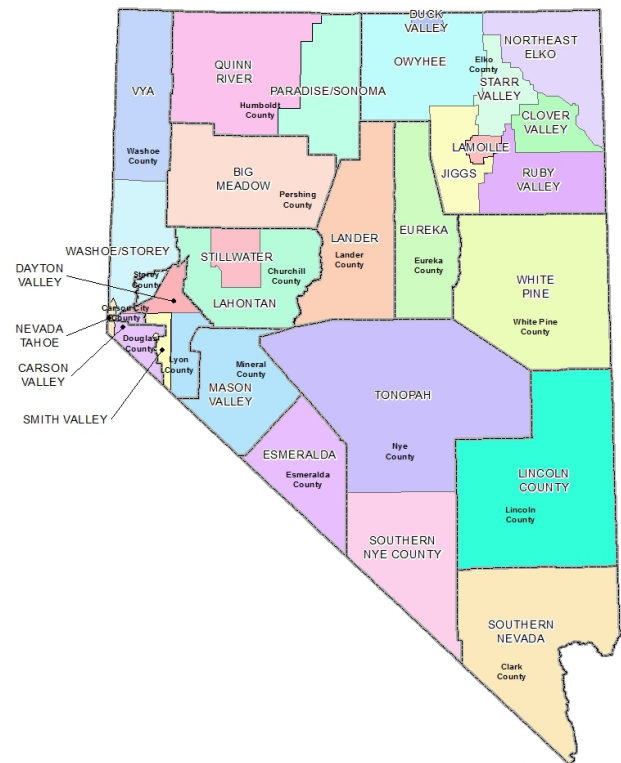 DUCK
VALLEY
NORTHEAST
ELKO
QUINN
RIVER
OWYHEE
Elko
County
STARR
VALLEY
VYA
PARADISE/SONOMA
Humboldt
County
CLOVER
VALLEY
LAMOILLE
Washoe
County
BIG
MEADOW
JIGGS
RUBY
VALLEY
Pershing
County
LANDER
Lander
County
EUREKA
Eureka
County
WASHOE/STOREY
STILLWATER
DAYTON
VALLEY
Storey
County
Churchill
County
WHITE
PINE
LAHONTAN
Carson City
County
White Pine
County
NEVADA
TAHOE
Douglas
County
CARSON
VALLEY
Lyon
County
Mineral
County
MASON
VALLEY
TONOPAH
SMITH VALLEY
Nye
County
ESMERALDA
Esmeralda
County
LINCOLN
COUNTY
Lincoln
County
SOUTHERN
NYE COUNTY
SOUTHERN
NEVADA
Clark
County